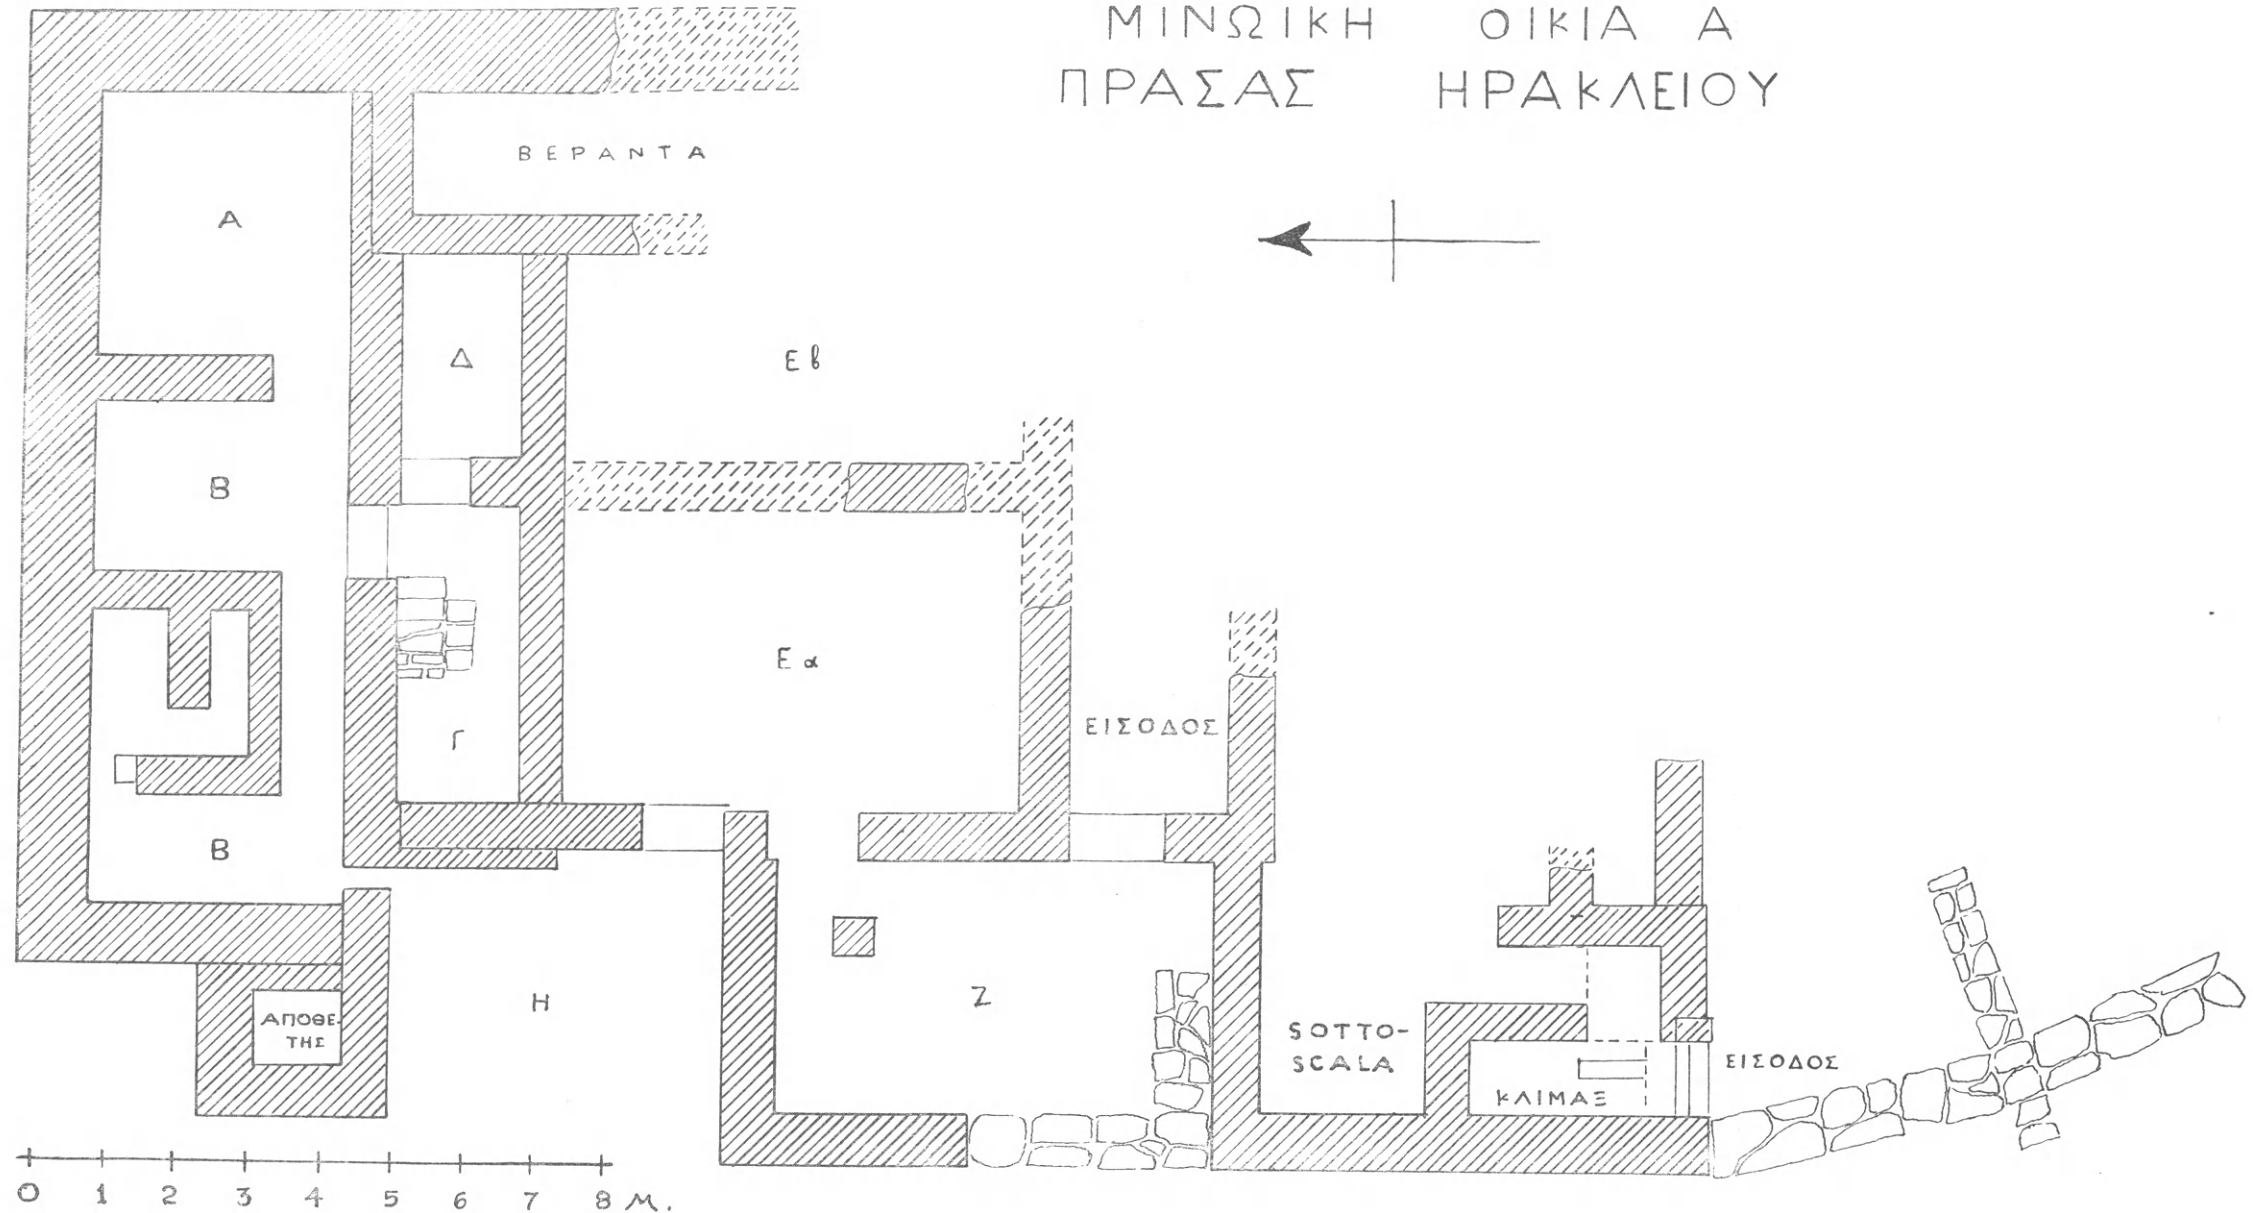 ΜΙΝΩΙΚΗ ΟΙΚΙΑ Α
ΠΡΑΣΑΣ ΗΡΑΚΛΕΙΟΥ
ΒΕΡΑΝΤΑ
Α
Δ
Εβ
Β
Εα
Γ
ΕΙΣΟΔΟΣ
Β
Η
Ζ
ΑΠΟΘΕ-
ΤΗΣ
SOTTO-
SCALA
ΚΛΙΜΑΞ
ΕΙΣΟΔΟΣ
0 1 2 3 4 5 6 7 8 Μ.